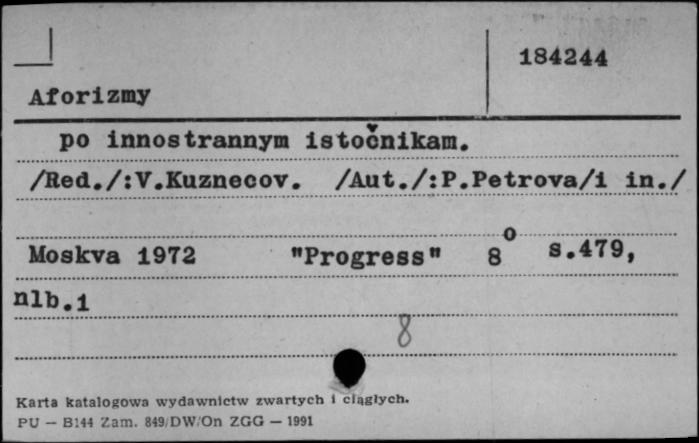 184244
Aforizmy
po innostrannym istočnikam.
/Red./:V.Kuznecov. /Aut./:P.Petrova/i in./
Moskva 1972 "Progress" 8° s.479,
nlb.1
8
Karta katalogowa wydawnictw zwartych i ciągłych.
PU — B144 Zam. 849/DW/On ZGG — 1991